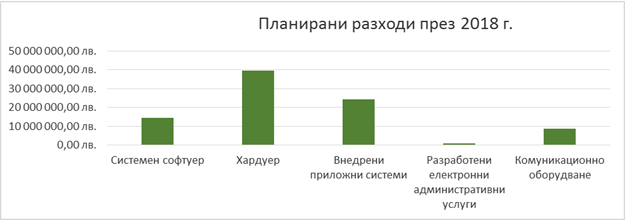 Планирани разходи през 2018 г.
50 000 000,00 лв.
40 000 000,00 лв.
30 000 000,00 лв.
20 000 000,00 лв.
10 000 000,00 лв.
0,00 лв.
Системен софтуер
Хардуер
Внедрени
приложни системи
Разработени
електронни
административни
услуги
Комуникационно
оборудване